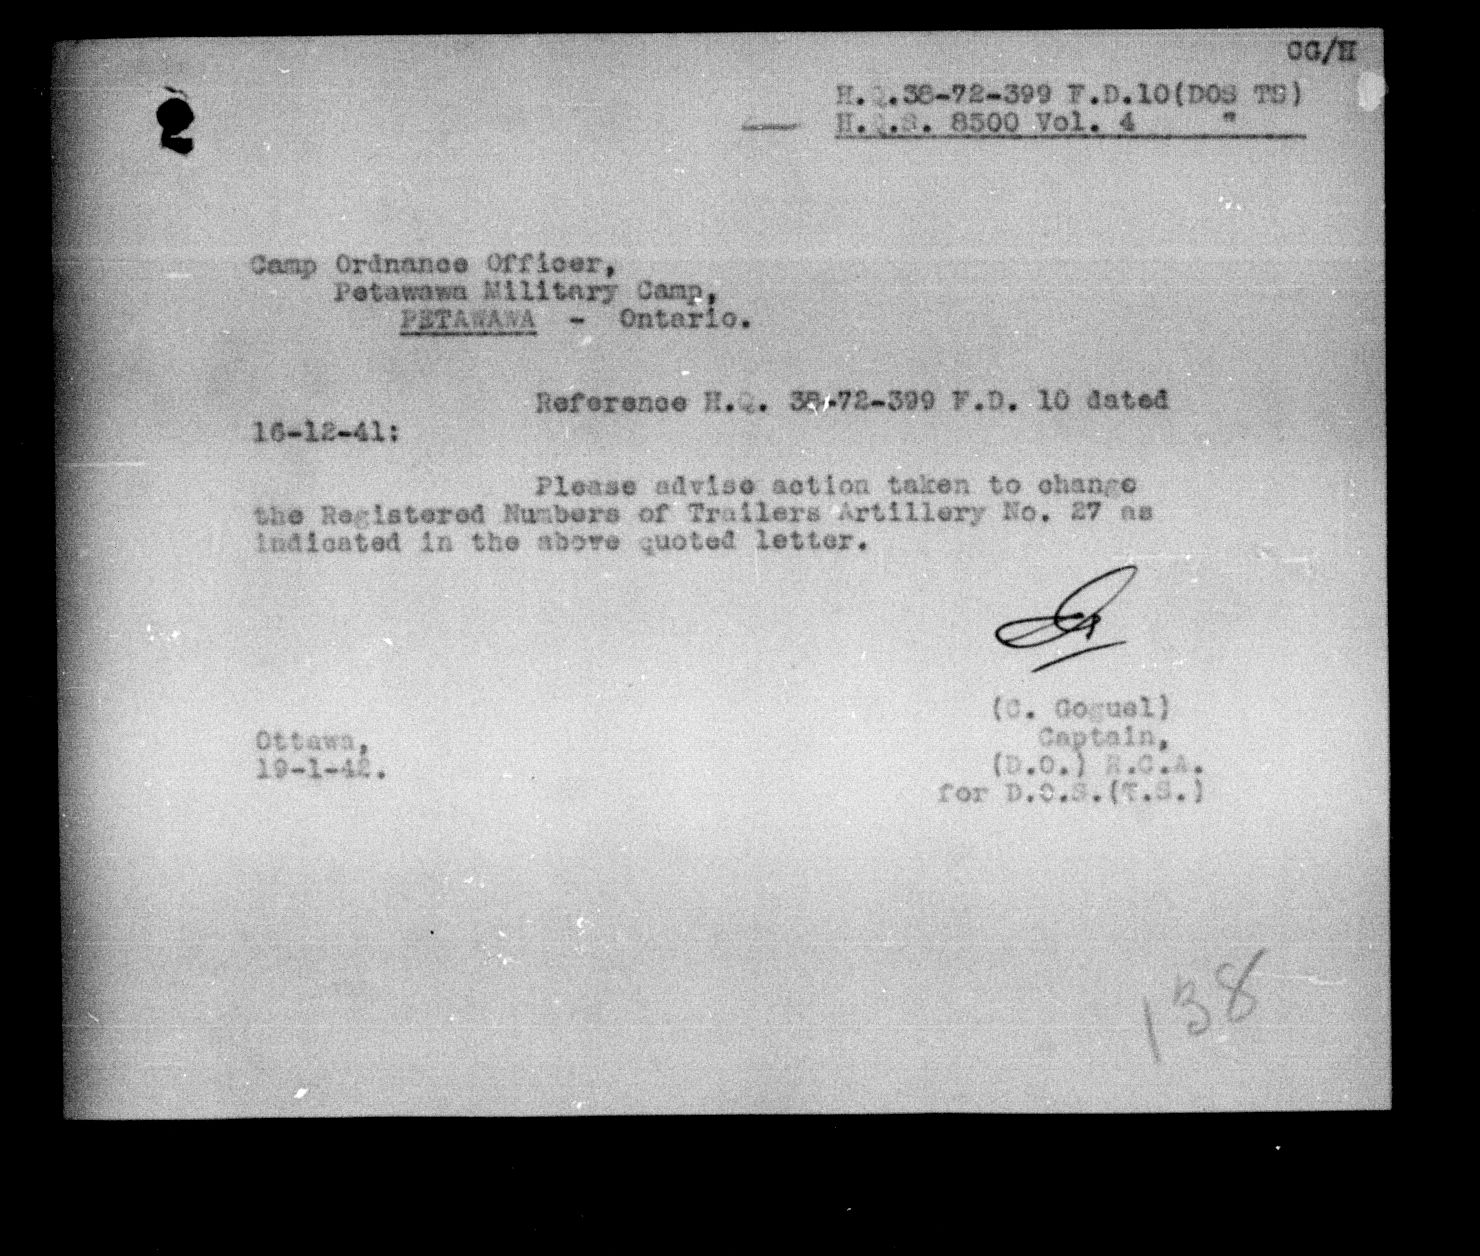 CG/H
H.Q.38-72-399 F.D.10(DOS TS)
H.Q.S. 8500 Vol. 4 "
Camp Ordnance Officer,
Petawawa Military Camp,
PETAWAWA - Ontario.
Reference H.Q. 38-72-399 F.D. 10 dated
16-12-41:
Please advise action taken to change
the Registered Numbers of Trailers Artillery No. 27 as
indicated in the above quoted letter.
(C. Goguel)
Captain,
Ottawa,
19-1-42.
(D.O.) R.C.A.
for D.O.S.(T.S.)
138